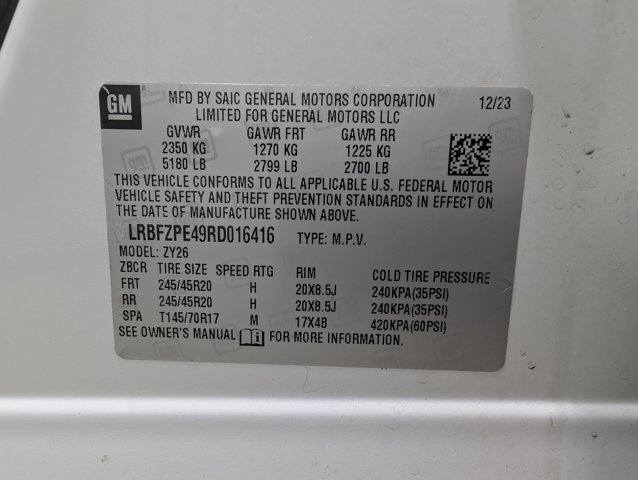 GM MFD BY SAIC GENERAL MOTORS CORPORATION 12/23
LIMITED FOR GENERAL MOTORS LLC
GVWR GAWR FRT GAWR RR
2350 KG 1270 KG 1225 KG
5180 LB 2799 LB 2700 LB
THIS VEHICLE CONFORMS TO ALL APPLICABLE U.S. FEDERAL MOTOR
VEHICLE SAFETY AND THEFT PREVENTION STANDARDS IN EFFECT ON
THE DATE OF MANUFACTURE SHOWN ABOVE.
LRBFZPE49RD016416 TYPE: M.P.V.
MODEL: ZY26
ZBCR TIRE SIZE SPEED RTG RIM COLD TIRE PRESSURE
FRT 245/45R20 H 20X8.5J 240KPA(35PSI)
RR 245/45R20 H 20X8.5J 240KPA(35PSI)
SPA T145/70R17 M 17X4B 420KPA(60PSI)
SEE OWNER'S MANUAL FOR MORE INFORMATION.